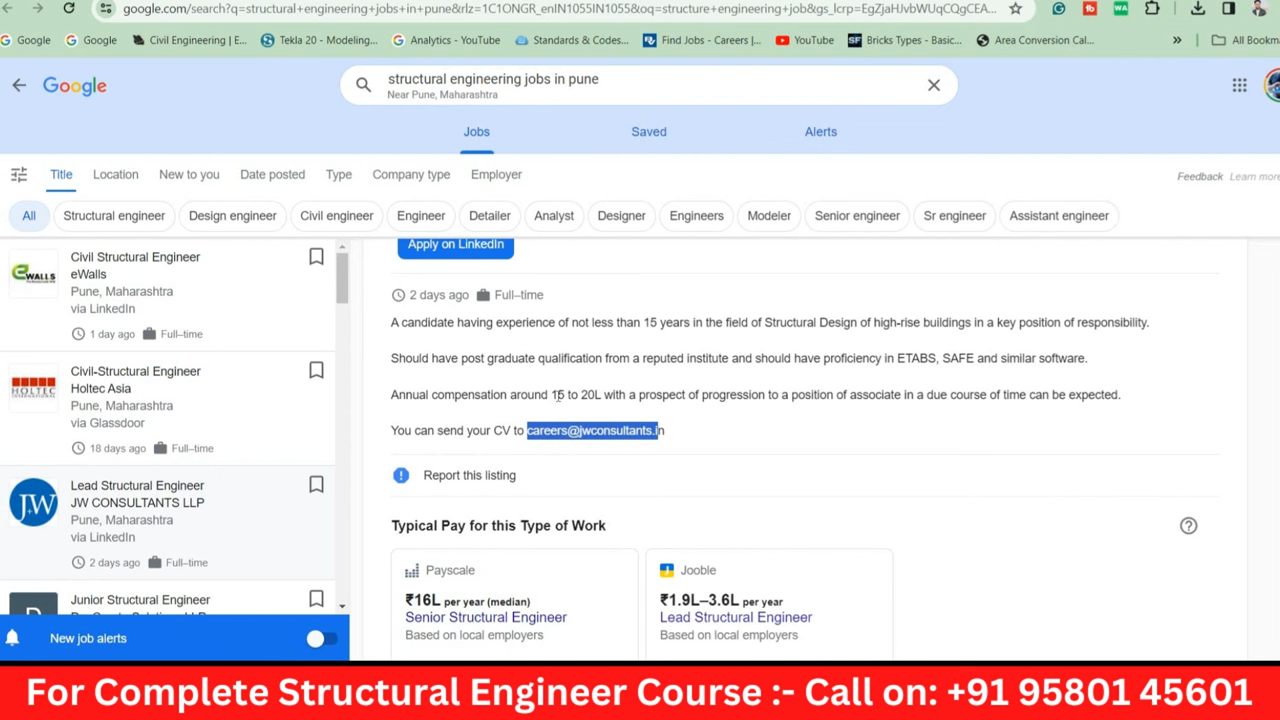 google.com/search?q=structural+engineering+jobs+in+pune&rlz=1C1ONGR_enIN1055IN1055&oq=structure+engineering+job&gs_lcrp=EgZjaHJvbWUqCQgCEA...
Google
Google
Civil Engineering | E...
Tekla 20 - Modeling...
Analytics - YouTube
Standards & Codes...
Find Jobs - Careers |...
YouTube
Bricks Types - Basic...
Area Conversion Cal...
»
All Bookm
Google
structural engineering jobs in pune
Near Pune, Maharashtra
Jobs
Saved
Alerts
Title
Location
New to you
Date posted
Type
Company type
Employer
Feedback
Learn more
All
Structural engineer
Design engineer
Civil engineer
Engineer
Detailer
Analyst
Designer
Engineers
Modeler
Senior engineer
Sr engineer
Assistant engineer
WALLS
Civil Structural Engineer
eWalls
Pune, Maharashtra
via LinkedIn
1 day ago
Full–time
HOLTEC
Civil-Structural Engineer
Holtec Asia
Pune, Maharashtra
via Glassdoor
18 days ago
Full–time
J+W
Lead Structural Engineer
JW CONSULTANTS LLP
Pune, Maharashtra
via LinkedIn
2 days ago
Full–time
Junior Structural Engineer
New job alerts
Apply on LinkedIn
2 days ago
Full–time
A candidate having experience of not less than 15 years in the field of Structural Design of high-rise buildings in a key position of responsibility.
Should have post graduate qualification from a reputed institute and should have proficiency in ETABS, SAFE and similar software.
Annual compensation around 15 to 20L with a prospect of progression to a position of associate in a due course of time can be expected.
You can send your CV to careers@jwconsultants.in
Report this listing
Typical Pay for this Type of Work
Payscale
₹16L per year (median)
Senior Structural Engineer
Based on local employers
Jooble
₹1.9L–3.6L per year
Lead Structural Engineer
Based on local employers
For Complete Structural Engineer Course :- Call on: +91 95801 45601